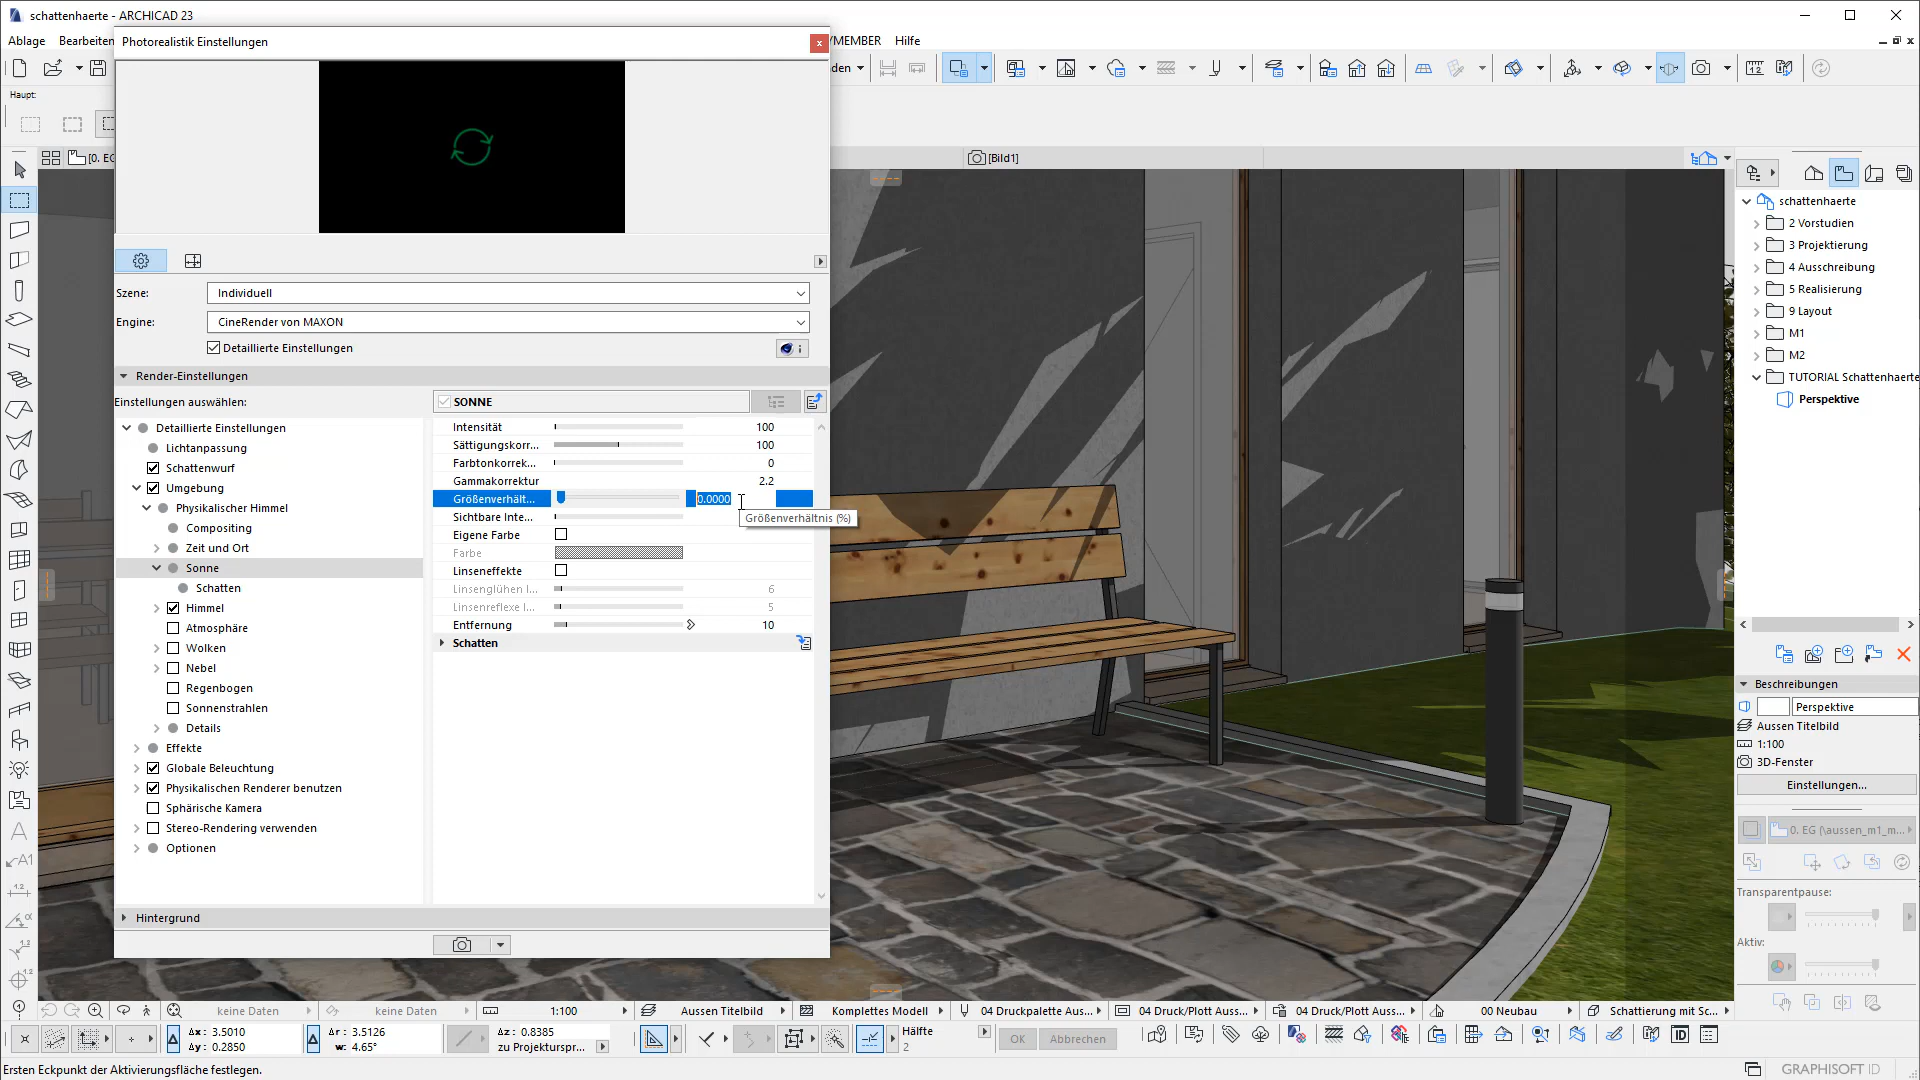 schattenhaerte - ARCHICAD 23
Ablage
Bearbeiten
/MEMBER
Hilfe
Photorealistik Einstellungen
x
Haupt:
[0. EG
[Bild1]
Szene:
Individuell
Engine:
CineRender von MAXON
Detaillierte Einstellungen
i
Render-Einstellungen
Einstellungen auswählen:
SONNE
Detaillierte Einstellungen
Lichtanpassung
Schattenwurf
Umgebung
Physikalischer Himmel
Compositing
Zeit und Ort
Sonne
Schatten
Himmel
Atmosphäre
Wolken
Nebel
Regenbogen
Sonnenstrahlen
Details
Effekte
Globale Beleuchtung
Physikalischen Renderer benutzen
Sphärische Kamera
Stereo-Rendering verwenden
Optionen
Intensität 100
Sättigungskorr... 100
Farbtonkorrek... 0
Gammakorrektur 2.2
Größenverhält... 0.0000
Größenverhältnis (%)
Sichtbare Inte...
Eigene Farbe
Farbe
Linseneffekte
Linsenglühen I... 6
Linsenreflexe I... 5
Entfernung 10
Schatten
Hintergrund
schattenhaerte
2 Vorstudien
3 Projektierung
4 Ausschreibung
5 Realisierung
9 Layout
M1
M2
TUTORIAL Schattenhaerte
Perspektive
Beschreibungen
Perspektive
Aussen Titelbild
1:100
3D-Fenster
Einstellungen...
0. EG (\aussen_m1_m...
Transparentpause:
Aktiv:
keine Daten
keine Daten
1:100
Aussen Titelbild
Komplettes Modell
04 Druckpalette Aus...
04 Druck/Plott Auss...
04 Druck/Plott Auss...
00 Neubau
Schattierung mit Sc...
Δx: 3.5010
Δy: 0.2850
Δr: 3.5126
w: 4.65°
Δz: 0.8385
zu Projekturspr...
Hälfte
2
OK
Abbrechen
Ersten Eckpunkt der Aktivierungsfläche festlegen.
GRAPHISOFT ID